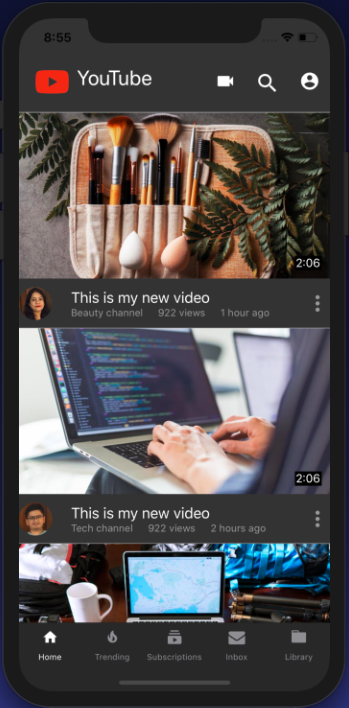 8:55
YouTube
2:06
This is my new video
Beauty channel 922 views 1 hour ago
2:06
This is my new video
Tech channel 922 views 2 hours ago
Home Trending Subscriptions Inbox Library